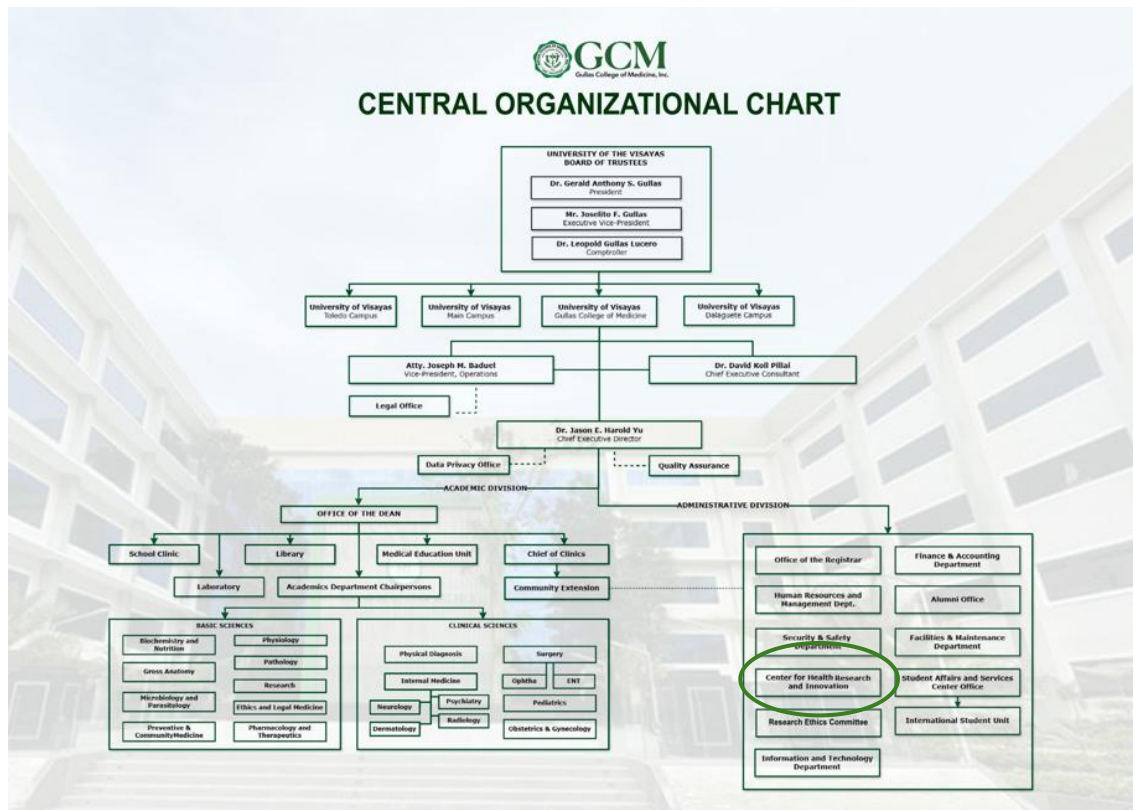 GCM
Gullas College of Medicine, Inc.
CENTRAL ORGANIZATIONAL CHART
UNIVERSITY OF THE VISAYAS
BOARD OF TRUSTEES
Dr. Gerald Anthony S. Gullas
President
Mr. Joselito F. Gullas
Executive Vice-President
Dr. Leopold Gullas Lucero
Comptroller
University of Visayas
Toledo Campus
University of Visayas
Main Campus
University of Visayas
Gullas College of Medicine
University of Visayas
Dalaguete Campus
Atty. Joseph M. Baduel
Vice-President, Operations
Dr. David Koil Pillai
Chief Executive Consultant
Legal Office
Dr. Jason E. Harold Yu
Chief Executive Director
Data Privacy Office
Quality Assurance
ACADEMIC DIVISION
ADMINISTRATIVE DIVISION
OFFICE OF THE DEAN
School Clinic
Library
Medical Education Unit
Chief of Clinics
Laboratory
Academics Department Chairpersons
Community Extension
BASIC SCIENCES
Biochemistry and
Nutrition
Physiology
Gross Anatomy
Pathology
Microbiology and
Parasitology
Research
Ethics and Legal Medicine
Preventive &
CommunityMedicine
Pharmacology and
Therapeutics
CLINICAL SCIENCES
Physical Diagnosis
Internal Medicine
Neurology
Psychiatry
Dermatology
Radiology
Surgery
Ophtha
ENT
Pediatrics
Obstetrics & Gynecology
Office of the Registrar
Finance & Accounting
Department
Human Resources and
Management Dept.
Alumni Office
Security & Safety
Department
Facilities & Maintenance
Department
Center for Health Research
and Innovation
Student Affairs and Services
Center Office
Research Ethics Committee
International Student Unit
Information and Technology
Department